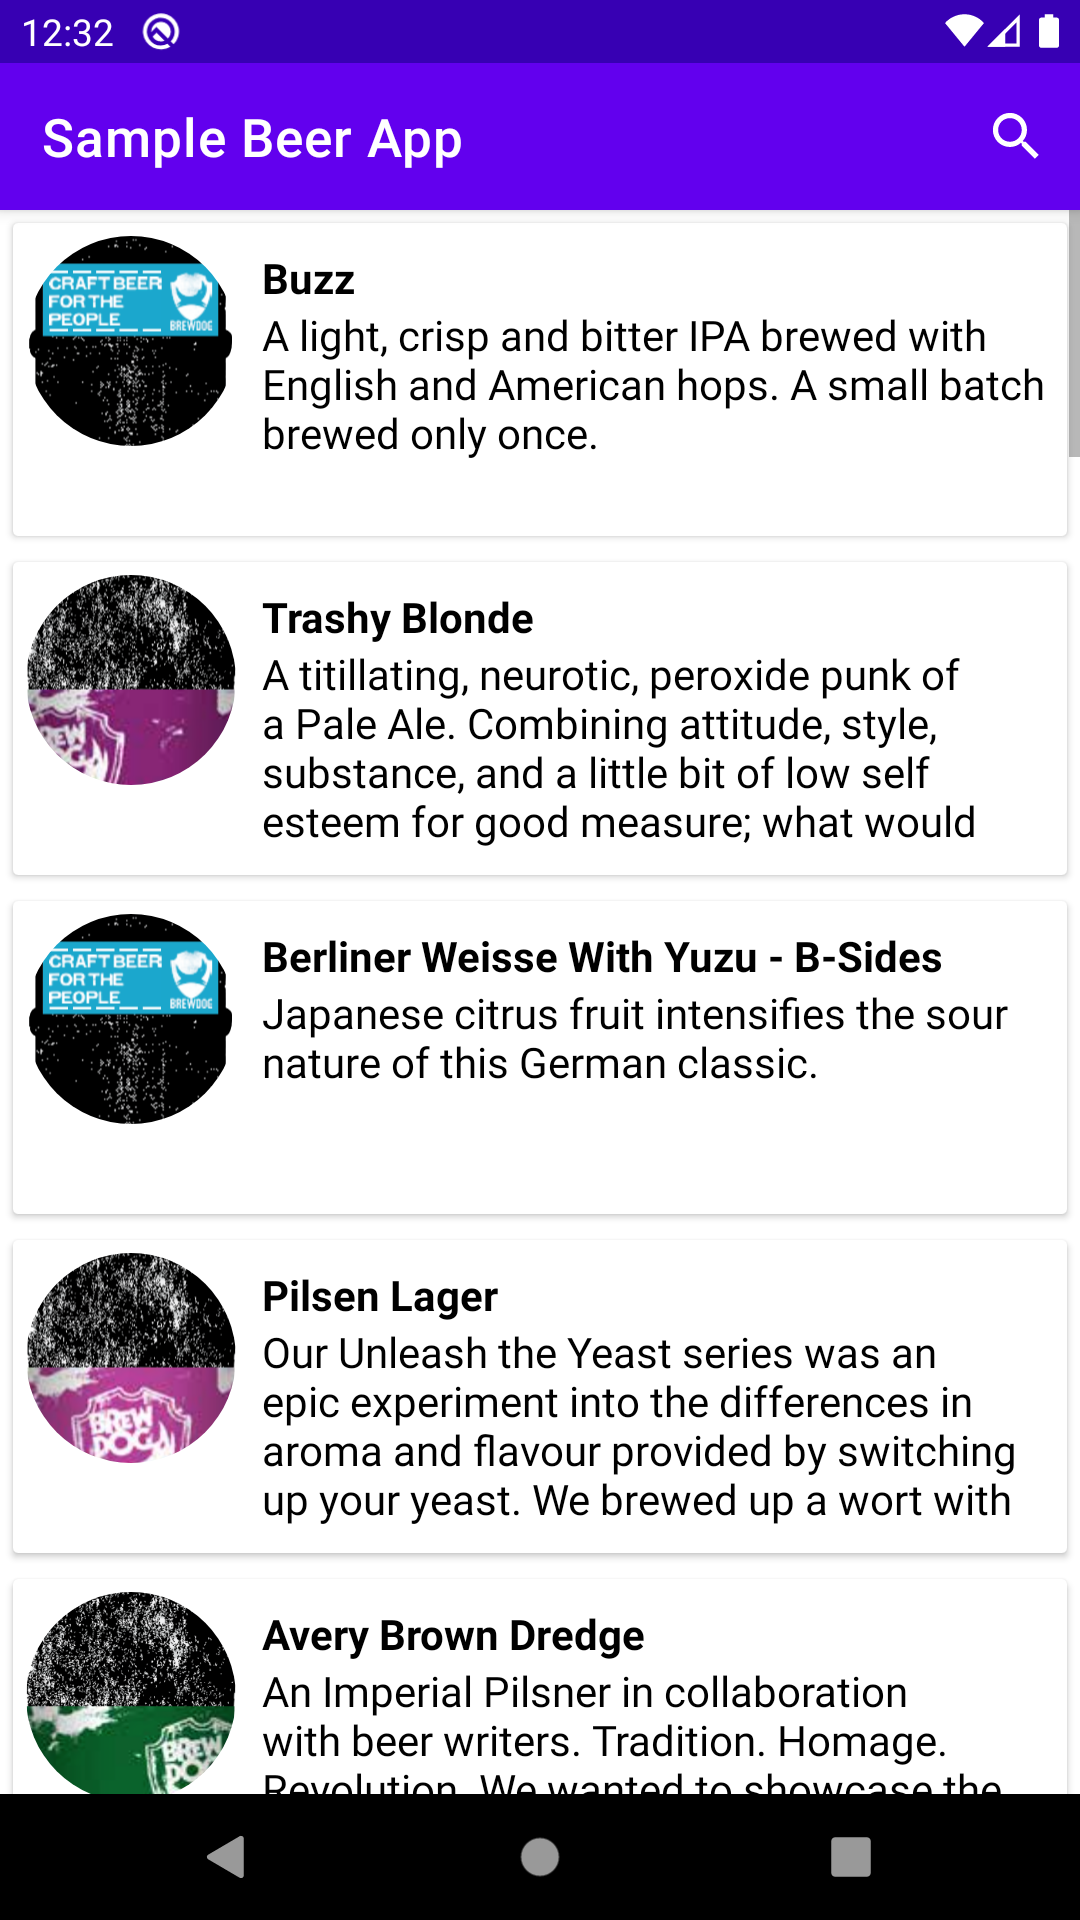 12:32
Sample Beer App
CRAFT BEER
FOR THE
PEOPLE
BREWDOG
Buzz
A light, crisp and bitter IPA brewed with
English and American hops. A small batch
brewed only once.
Trashy Blonde
A titillating, neurotic, peroxide punk of
a Pale Ale. Combining attitude, style,
substance, and a little bit of low self
esteem for good measure; what would
CRAFT BEER
FOR THE
PEOPLE
BREWDOG
Berliner Weisse With Yuzu - B-Sides
Japanese citrus fruit intensifies the sour
nature of this German classic.
BREW
DOG
Pilsen Lager
Our Unleash the Yeast series was an
epic experiment into the differences in
aroma and flavour provided by switching
up your yeast. We brewed up a wort with
Avery Brown Dredge
An Imperial Pilsner in collaboration
with beer writers. Tradition. Homage.
Revolution. We wanted to showcase the